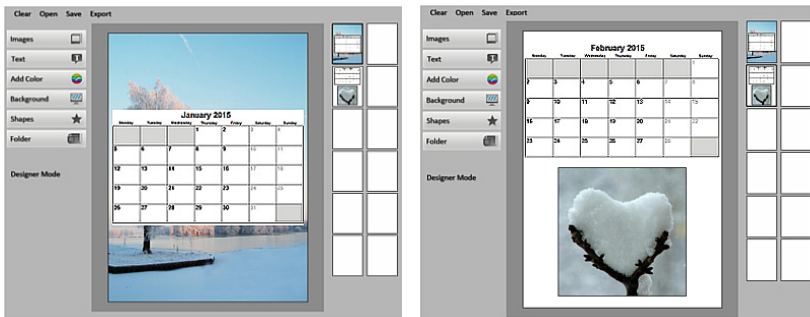 Clear Open Save Export
Images
Text
Add Color
Background
Shapes
Folder
Designer Mode
January 2015
Monday Tuesday Wednesday Thursday Friday Saturday Sunday
1 2 3 4
5 6 7 8 9 10 11
12 13 14 15 16 17 18
19 20 21 22 23 24 25
26 27 28 29 30 31
Clear Open Save Export
Images
Text
Add Color
Background
Shapes
Folder
Designer Mode
February 2015
Monday Tuesday Wednesday Thursday Friday Saturday Sunday
1
2 3 4 5 6 7 8
9 10 11 12 13 14 15
16 17 18 19 20 21 22
23 24 25 26 27 28